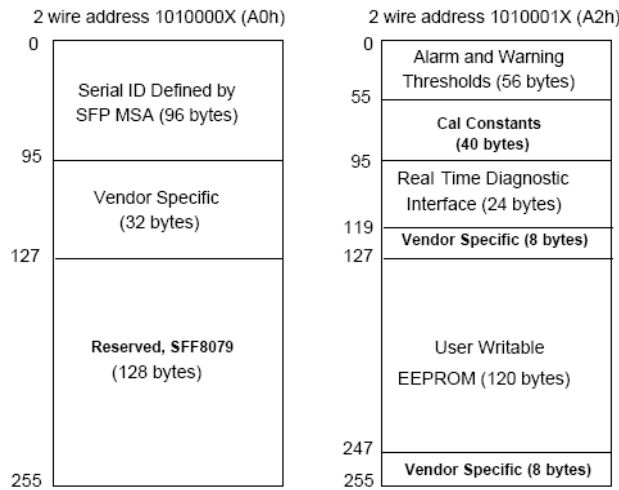 2 wire address 1010000X (A0h)
0
Serial ID Defined by
SFP MSA (96 bytes)
95
Vendor Specific
(32 bytes)
127
Reserved, SFF8079
(128 bytes)
255
2 wire address 1010001X (A2h)
0
Alarm and Warning
Thresholds (56 bytes)
55
Cal Constants
(40 bytes)
95
Real Time Diagnostic
Interface (24 bytes)
119
Vendor Specific (8 bytes)
127
User Writable
EEPROM (120 bytes)
247
Vendor Specific (8 bytes)
255